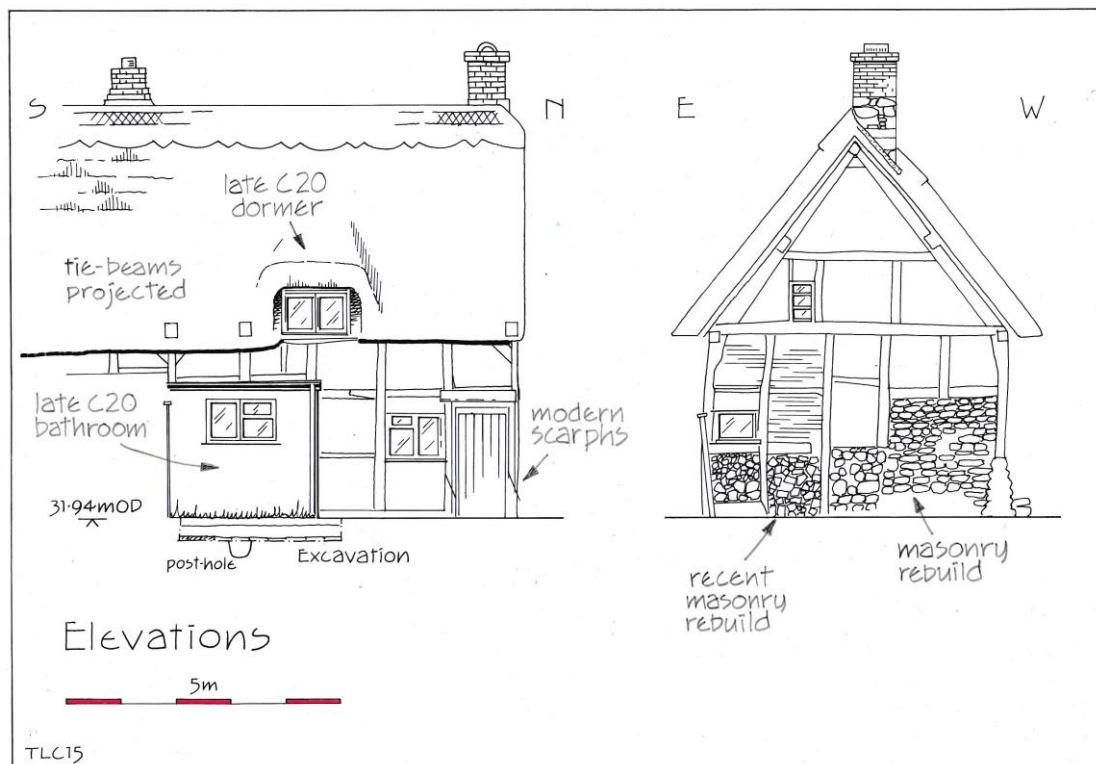 S
N
E
W
late C20
dormer
tie-beams
projected
late C20
bathroom
modern
scarphs
31·94mOD
post-hole
Excavation
masonry
rebuild
recent
masonry
rebuild
Elevations
5m
TLC15